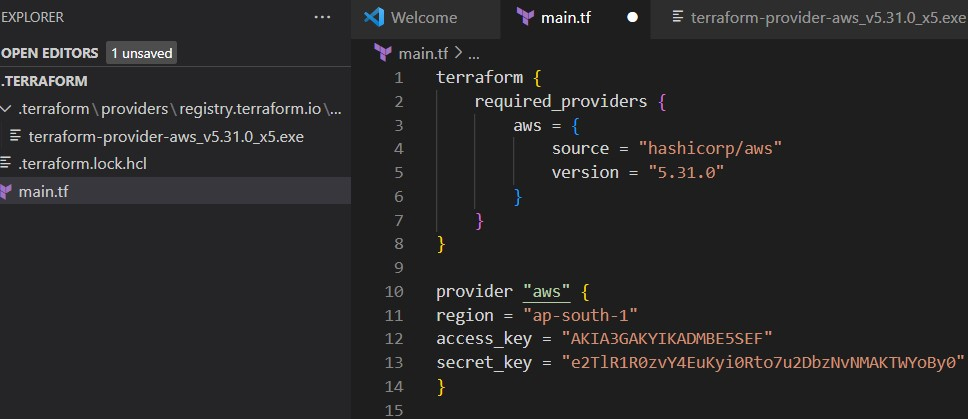 EXPLORER
...
OPEN EDITORS 1 unsaved
.TERRAFORM
.terraform\providers\registry.terraform.io\...
terraform-provider-aws_v5.31.0_x5.exe
.terraform.lock.hcl
main.tf
Welcome
main.tf
terraform-provider-aws_v5.31.0_x5.exe
main.tf > ...
1 terraform {
2 required_providers {
3 aws = {
4 source = "hashicorp/aws"
5 version = "5.31.0"
6 }
7 }
8 }
9
10 provider "aws" {
11 region = "ap-south-1"
12 access_key = "AKIA3GAKYIKADMBE5SEF"
13 secret_key = "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"
14 }
15